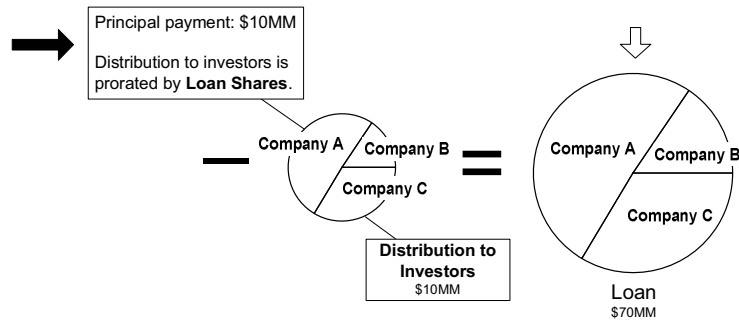 Principal payment: $10MM
Distribution to investors is
prorated by Loan Shares.
Company A
Company B
Company C
Distribution to
Investors
$10MM
Company A
Company B
Company C
Loan
$70MM